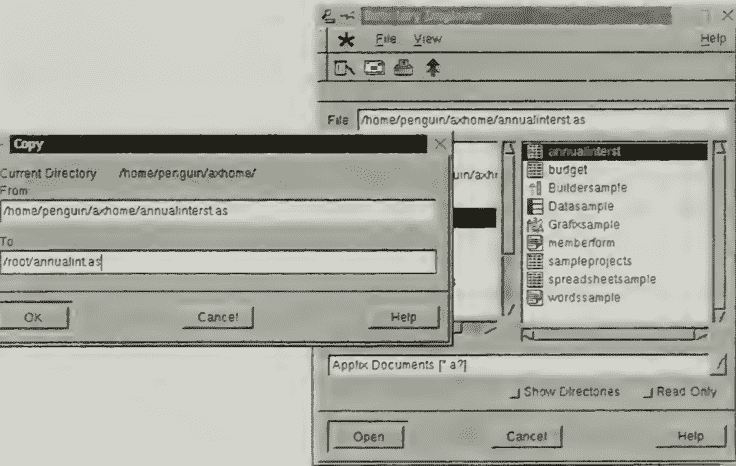 File View Help
File /home/penguin/axhome/annualinterst.as
Copy
Current Directory /home/penguin/axhome/
From
/home/penguin/axhome/annualinterst.as
To
/root/annualint.as
OK Cancel Help
annualinterst
budget
Buildersample
Datasample
Grafixsample
memberform
sampleprojects
spreadsheetsample
wordssample
Applix Documents [*.a?]
Show Directories Read Only
Open Cancel Help